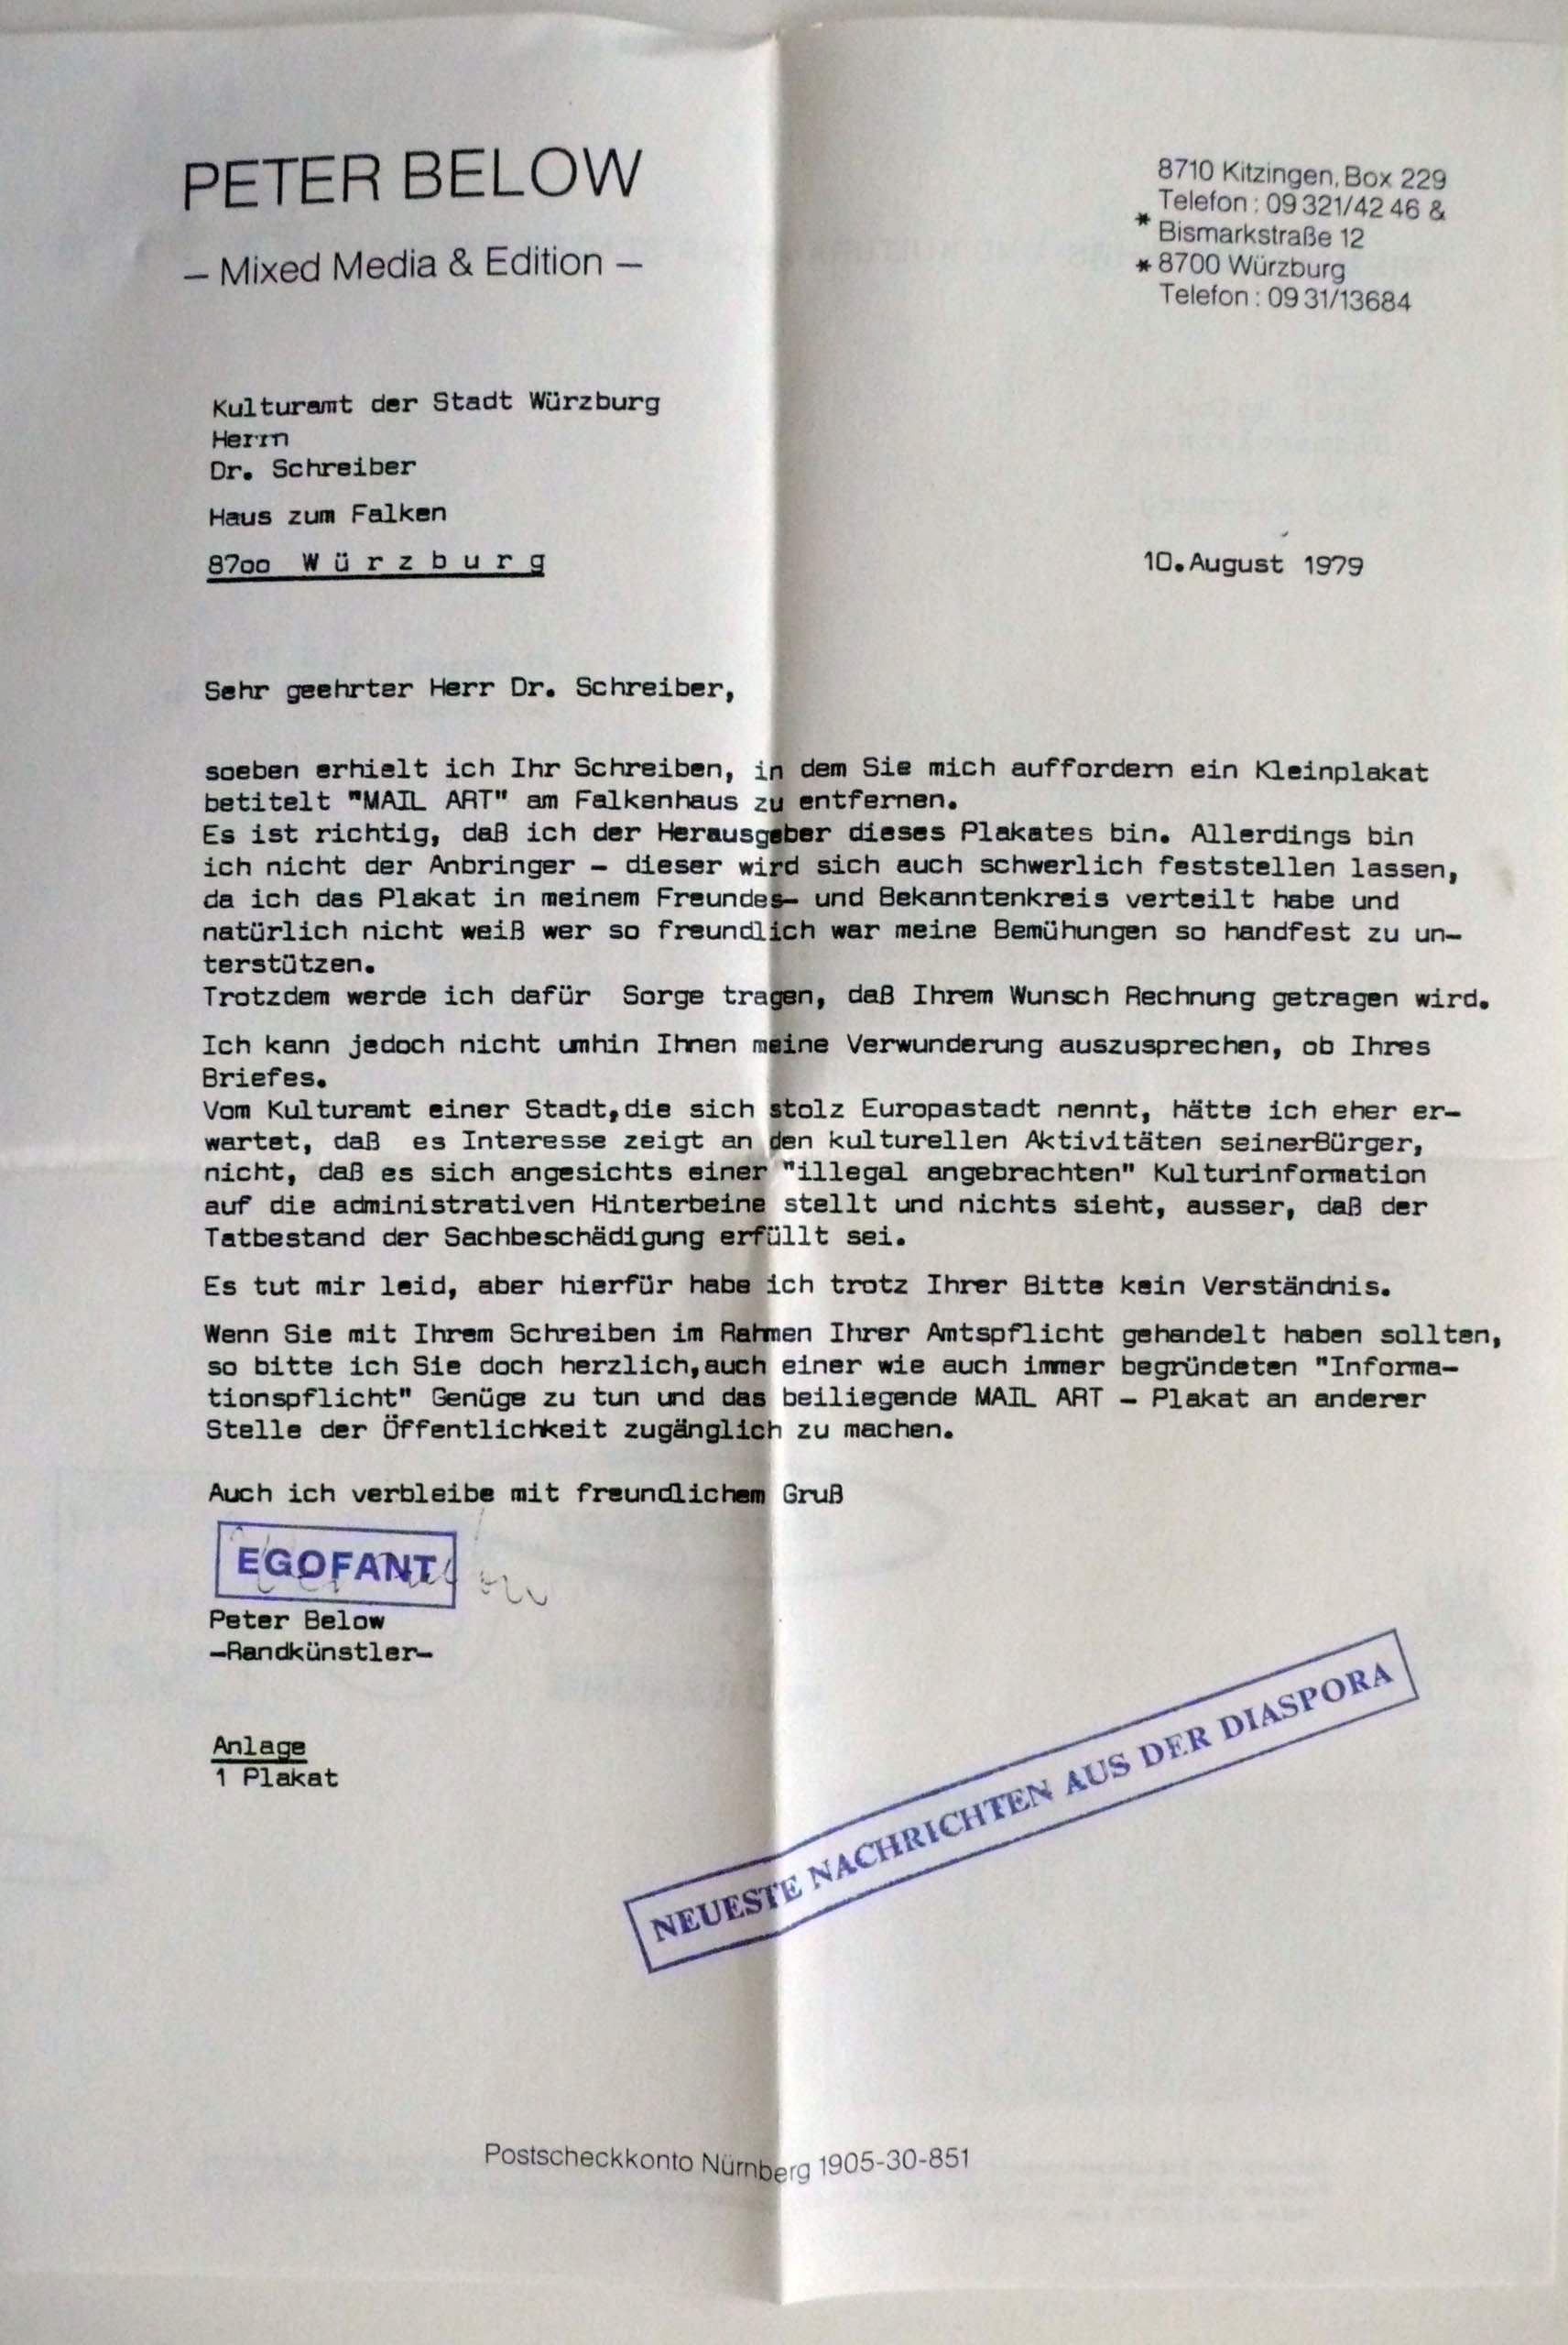 PETER BELOW
– Mixed Media & Edition –
8710 Kitzingen, Box 229
Telefon : 09 321/42 46 &
* Bismarkstraße 12
* 8700 Würzburg
Telefon : 09 31/13684
Kulturamt der Stadt Würzburg
Herrn
Dr. Schreiber
Haus zum Falken
87oo W ü r z b u r g
10.August 1979
Sehr geehrter Herr Dr. Schreiber,
soeben erhielt ich Ihr Schreiben, in dem Sie mich auffordern ein Kleinplakat
betitelt "MAIL ART" am Falkenhaus zu entfernen.
Es ist richtig, daß ich der Herausgeber dieses Plakates bin. Allerdings bin
ich nicht der Anbringer – dieser wird sich auch schwerlich feststellen lassen,
da ich das Plakat in meinem Freundes– und Bekanntenkreis verteilt habe und
natürlich nicht weiß wer so freundlich war meine Bemühungen so handfest zu un–
terstützen.
Trotzdem werde ich dafür  Sorge tragen, daß Ihrem Wunsch Rechnung getragen wird.
Ich kann jedoch nicht umhin Ihnen meine Verwunderung auszusprechen, ob Ihres
Briefes.
Vom Kulturamt einer Stadt,die sich stolz Europastadt nennt, hätte ich eher er–
wartet, daß  es Interesse zeigt an den kulturellen Aktivitäten seinerBürger,
nicht, daß es sich angesichts einer "illegal angebrachten" Kulturinformation
auf die administrativen Hinterbeine stellt und nichts sieht, ausser, daß der
Tatbestand der Sachbeschädigung erfüllt sei.
Es tut mir leid, aber hierfür habe ich trotz Ihrer Bitte kein Verständnis.
Wenn Sie mit Ihrem Schreiben im Rahmen Ihrer Amtspflicht gehandelt haben sollten,
so bitte ich Sie doch herzlich,auch einer wie auch immer begründeten "Informa–
tionspflicht" Genüge zu tun und das beiliegende MAIL ART – Plakat an anderer
Stelle der Öffentlichkeit zugänglich zu machen.
Auch ich verbleibe mit freundlichem Gruß
EGOFANT
Peter Below
–Randkünstler–
Anlage
1 Plakat
NEUESTE NACHRICHTEN AUS DER DIASPORA
Postscheckkonto Nürnberg 1905-30-851